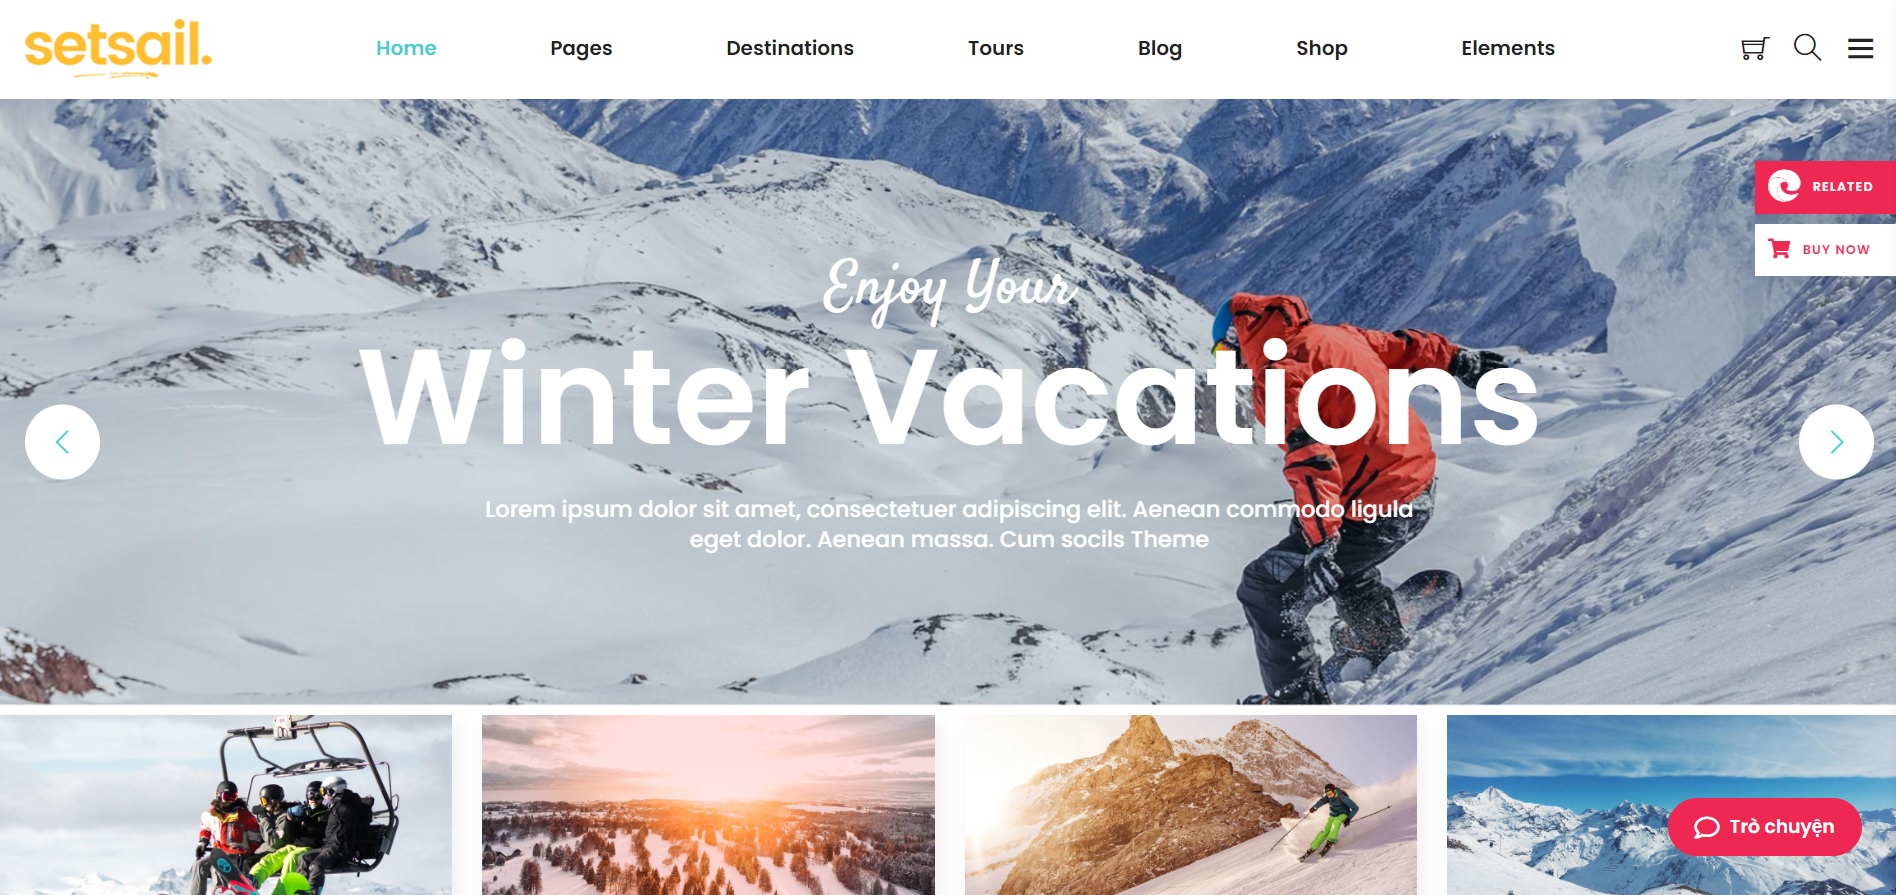 setsail.
Home
Pages
Destinations
Tours
Blog
Shop
Elements
RELATED
BUY NOW
Enjoy Your
Winter Vacations
Lorem ipsum dolor sit amet, consectetuer adipiscing elit. Aenean commodo ligula
eget dolor. Aenean massa. Cum socils Theme
Trò chuyện